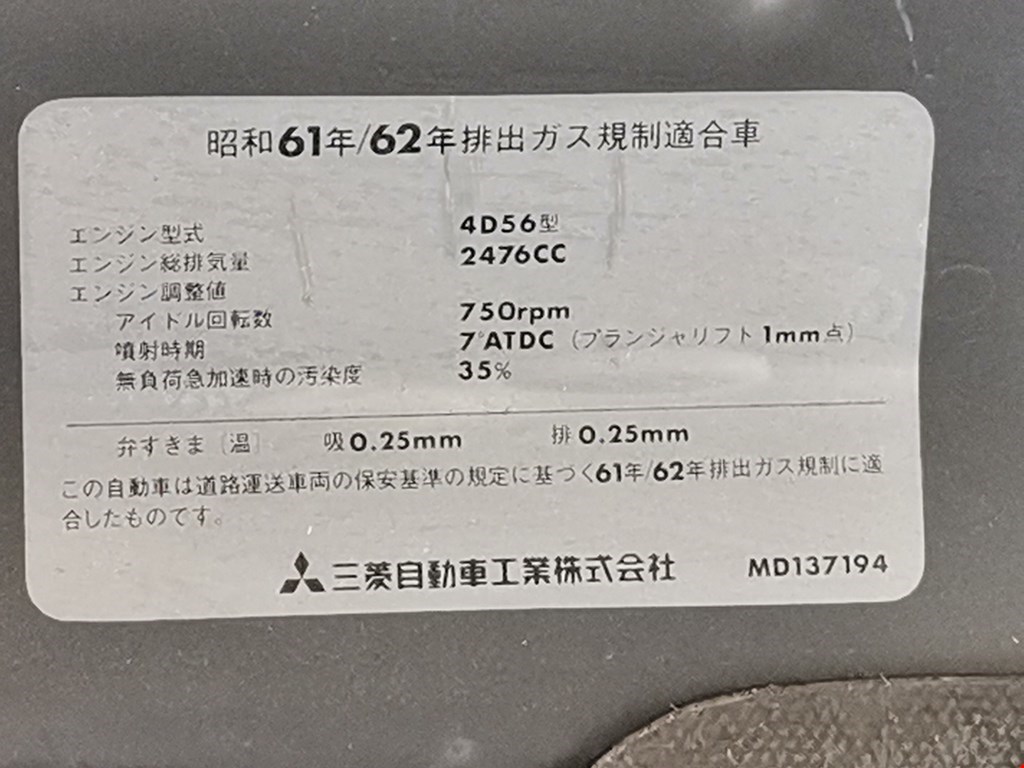 昭和61年/62年排出ガス規制適合車
エンジン型式 4D56型
エンジン総排気量 2476CC
エンジン調整値
アイドル回転数 750rpm
噴射時期 7°ATDC (プランジャリフト1mm点)
無負荷急加速時の汚染度 35%
弁すきま〔温〕 吸0.25mm 排0.25mm
この自動車は道路運送車両の保安基準の規定に基づく61年/62年排出ガス規制に適
合したものです。
三菱自動車工業株式会社 MD137194